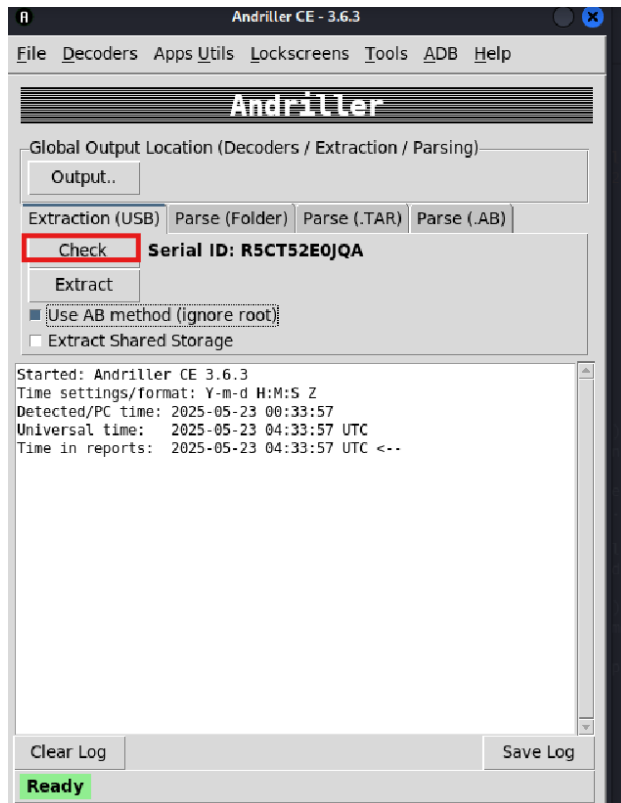 Andriller CE - 3.6.3
File Decoders Apps Utils Lockscreens Tools ADB Help
Andriller
Global Output Location (Decoders / Extraction / Parsing)
Output..
Extraction (USB) Parse (Folder) Parse (.TAR) Parse (.AB)
Check Serial ID: R5CT52E0JQA
Extract
Use AB method (ignore root)
Extract Shared Storage
Started: Andriller CE 3.6.3
Time settings/format: Y-m-d H:M:S Z
Detected/PC time: 2025-05-23 00:33:57
Universal time: 2025-05-23 04:33:57 UTC
Time in reports: 2025-05-23 04:33:57 UTC <--
Clear Log Save Log
Ready